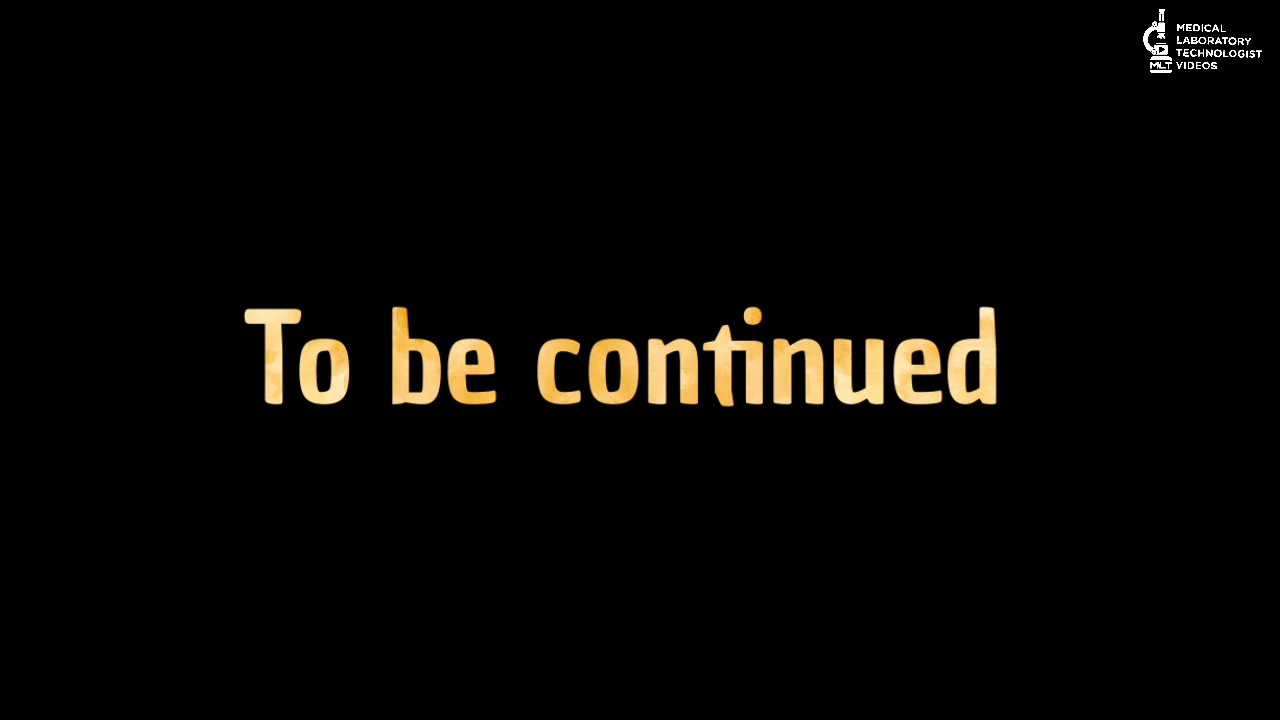 MEDICAL
LABORATORY
TECHNOLOGIST
MLT VIDEOS
To be continued